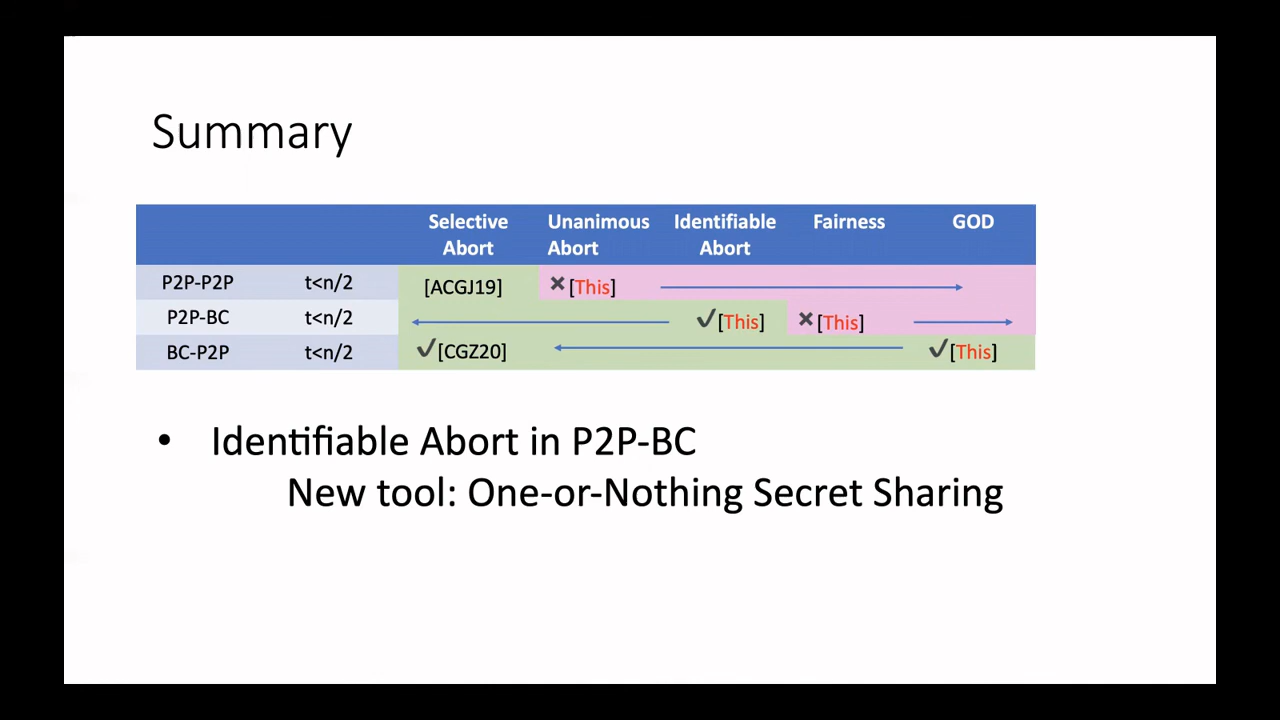 Summary
Selective Abort Unanimous Abort Identifiable Abort Fairness GOD
P2P-P2P t<n/2 [ACGJ19] ✖[This]
P2P-BC t<n/2 ✓[This] ✖[This]
BC-P2P t<n/2 ✓[CGZ20] ✓[This]
• Identifiable Abort in P2P-BC
New tool: One-or-Nothing Secret Sharing